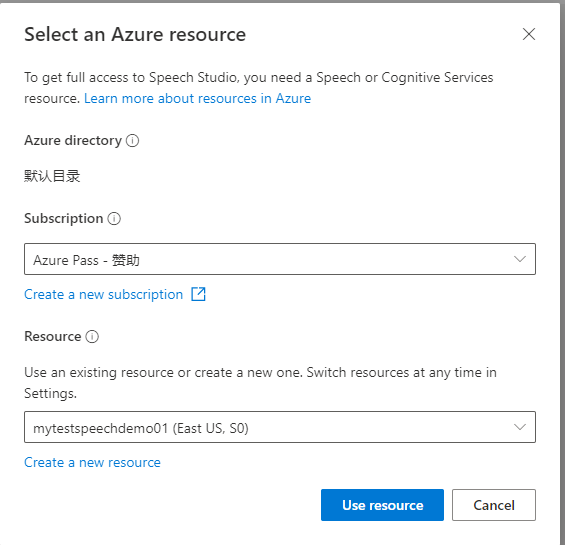 Select an Azure resource
To get full access to Speech Studio, you need a Speech or Cognitive Services
resource. Learn more about resources in Azure
Azure directory
默认目录
Subscription
Azure Pass - 赞助
Create a new subscription
Resource
Use an existing resource or create a new one. Switch resources at any time in
Settings.
mytestspeechdemo01 (East US, S0)
Create a new resource
Use resource Cancel